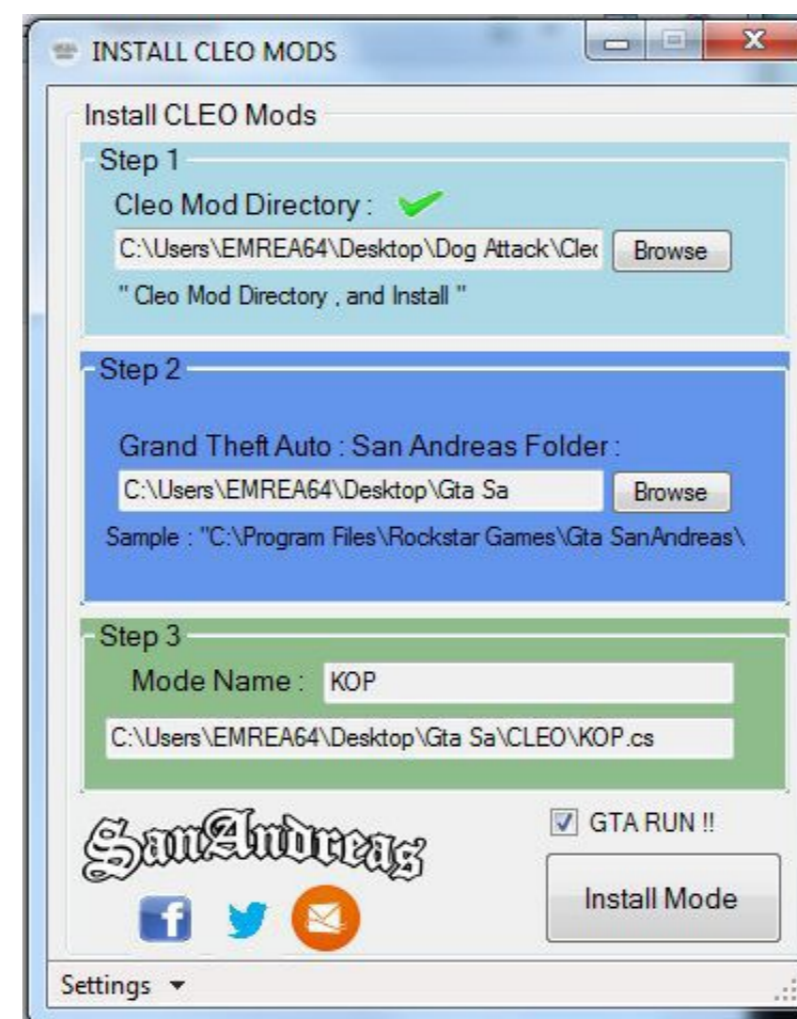 INSTALL CLEO MODS
Install CLEO Mods
Step 1
Cleo Mod Directory :
C:\Users\EMREA64\Desktop\Dog Attack\Cleo
Browse
" Cleo Mod Directory , and Install "
Step 2
Grand Theft Auto : San Andreas Folder :
C:\Users\EMREA64\Desktop\Gta Sa
Browse
Sample : "C:\Program Files\Rockstar Games\Gta SanAndreas\
Step 3
Mode Name :
KOP
C:\Users\EMREA64\Desktop\Gta Sa\CLEO\KOP.cs
SanAndreas
GTA RUN !!
Install Mode
Settings